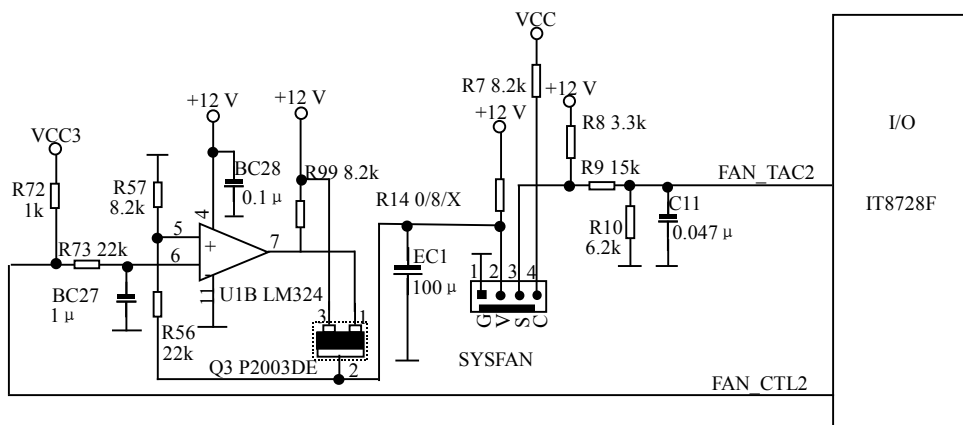 VCC
R7 8.2k
+12 V
+12 V
+12 V
+12 V
R8 3.3k
I/O
VCC3
BC28
0.1 μ
R99 8.2k
R9 15k
FAN_TAC2
R72
1k
R57
8.2k
4
R14 0/8/X
C11
0.047 μ
IT8728F
R10
6.2k
5
+
7
R73 22k
6
-
EC1
100 μ
1
2
3
4
BC27
1 μ
11
U1B LM324
G
V
S
C
R56
22k
3
1
SYSFAN
Q3 P2003DE
2
FAN_CTL2